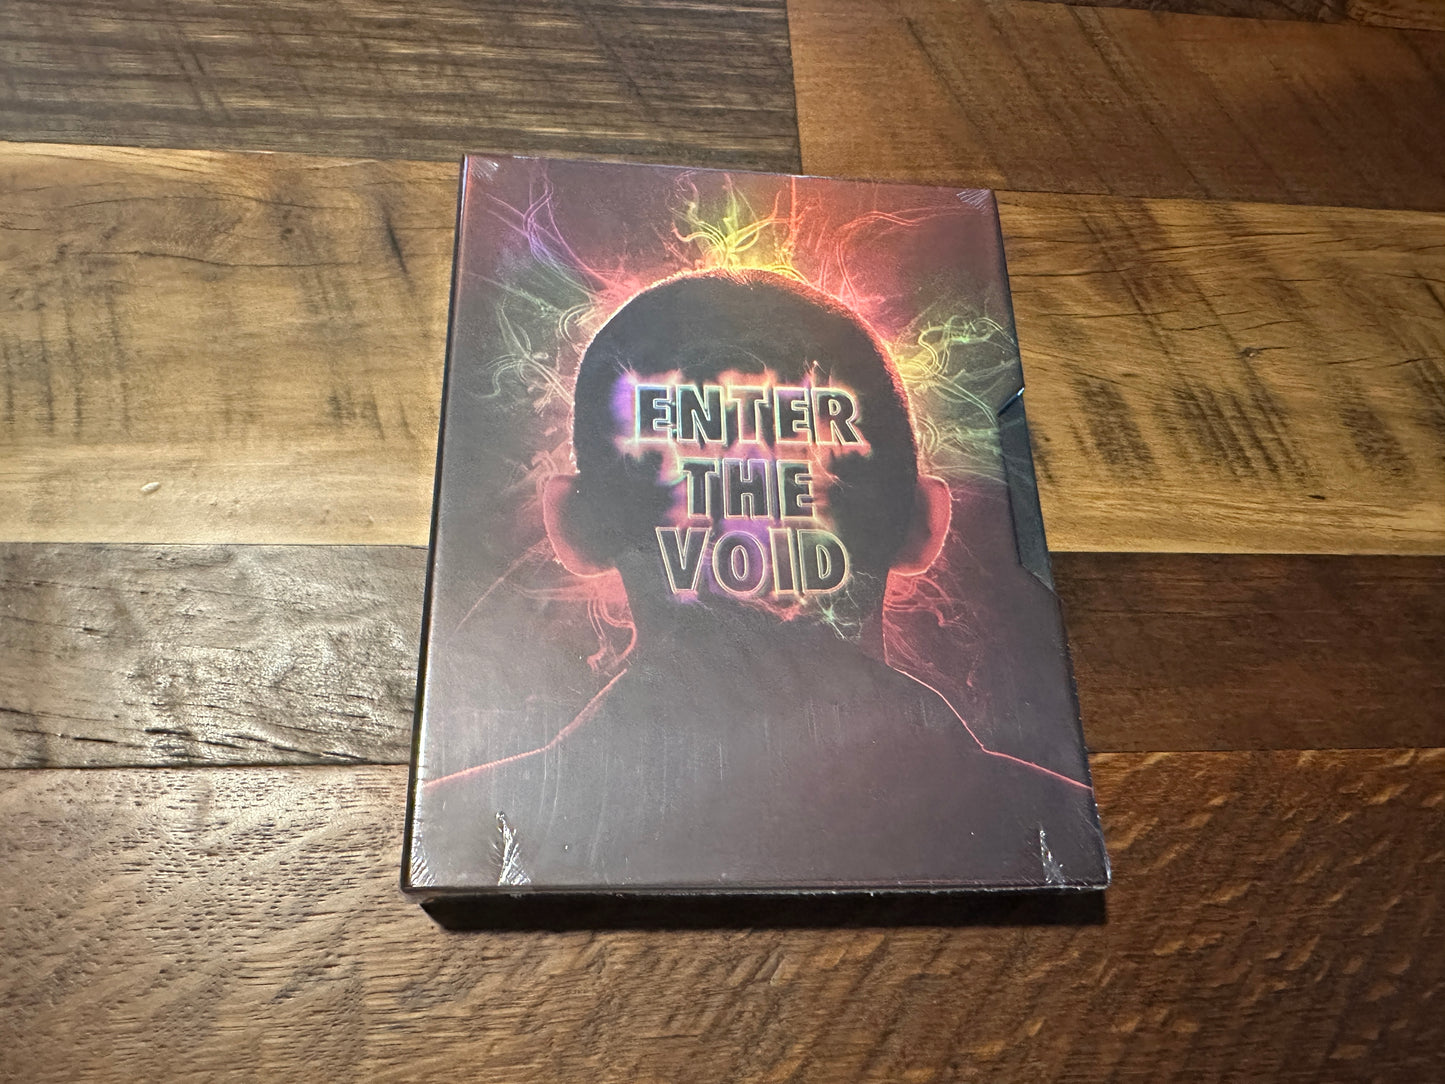 ENTER
THE
VOID